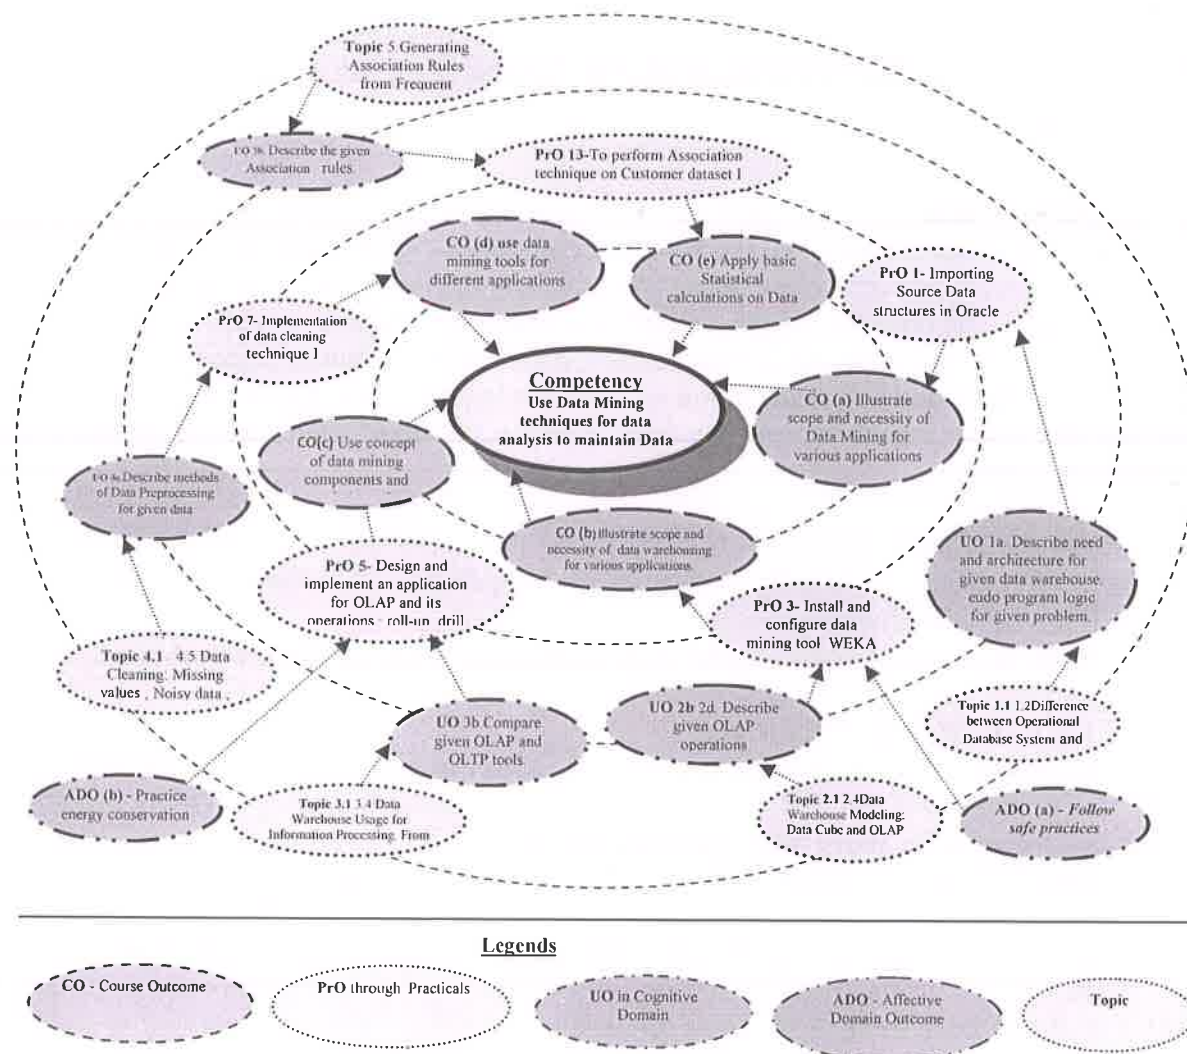 Topic 5 Generating
Association Rules
from Frequent
UO 5b. Describe the given
Association rules
PrO 13-To perform Association
technique on Customer dataset I
CO (d) use data
mining tools for
different applications
CO (e) Apply basic
Statistical
calculations on Data
PrO 1- Importing
Source Data
structures in Oracle
PrO 7- Implementation
of data cleaning
technique I
Competency
Use Data Mining
techniques for data
analysis to maintain Data
CO (a) Illustrate
scope and necessity of
Data Mining for
various applications
CO(c) Use concept
of data mining
components and
Describe methods
of Data Preprocessing
for given data
CO (b) Illustrate scope and
necessity of data warehousing
for various applications.
UO 1a. Describe need
and architecture for
given data warehouse.
eudo program logic
for given problem.
PrO 5- Design and
implement an application
for OLAP and its
operations : roll-up, drill
PrO 3- Install and
configure data
mining tool WEKA
Topic 4.1 . 4.5 Data
Cleaning: Missing
values , Noisy data ,
UO 3b Compare
given OLAP and
OLTP tools.
UO 2b 2d. Describe
given OLAP
operations
Topic 1.1 1.2Difference
between Operational
Database System and
ADO (b) - Practice
energy conservation
Topic 3.1 3.4 Data
Warehouse Usage for
Information Processing, From
Topic 2.1 2.4Data
Warehouse Modeling:
Data Cube and OLAP
ADO (a) - Follow
safe practices
Legends
CO - Course Outcome
PrO through Practicals
UO in Cognitive
Domain
ADO - Affective
Domain Outcome
Topic